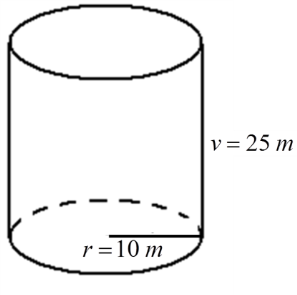 v = 25 m
r = 10 m